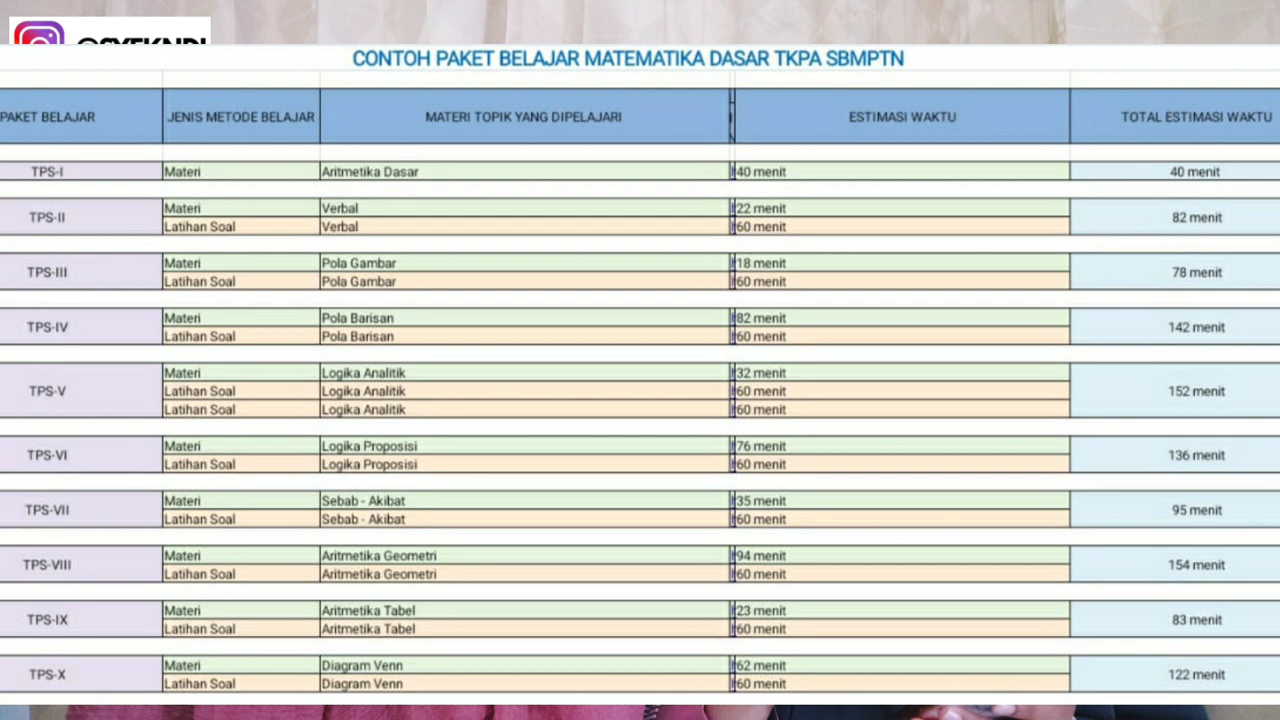 CONTOH PAKET BELAJAR MATEMATIKA DASAR TKPA SBMPTN
PAKET BELAJAR JENIS METODE BELAJAR MATERI TOPIK YANG DIPELAJARI ESTIMASI WAKTU TOTAL ESTIMASI WAKTU
TPS-I Materi Aritmetika Dasar 40 menit 40 menit
TPS-II Materi Verbal 22 menit 82 menit
Latihan Soal Verbal 60 menit
TPS-III Materi Pola Gambar 18 menit 78 menit
Latihan Soal Pola Gambar 60 menit
TPS-IV Materi Pola Barisan 82 menit 142 menit
Latihan Soal Pola Barisan 60 menit
Materi Logika Analitik 32 menit
TPS-V Latihan Soal Logika Analitik 60 menit 152 menit
Latihan Soal Logika Analitik 60 menit
TPS-VI Materi Logika Proposisi 76 menit 136 menit
Latihan Soal Logika Proposisi 60 menit
TPS-VII Materi Sebab - Akibat 35 menit 95 menit
Latihan Soal Sebab - Akibat 60 menit
TPS-VIII Materi Aritmetika Geometri 94 menit 154 menit
Latihan Soal Aritmetika Geometri 60 menit
TPS-IX Materi Aritmetika Tabel 23 menit 83 menit
Latihan Soal Aritmetika Tabel 60 menit
TPS-X Materi Diagram Venn 62 menit 122 menit
Latihan Soal Diagram Venn 60 menit